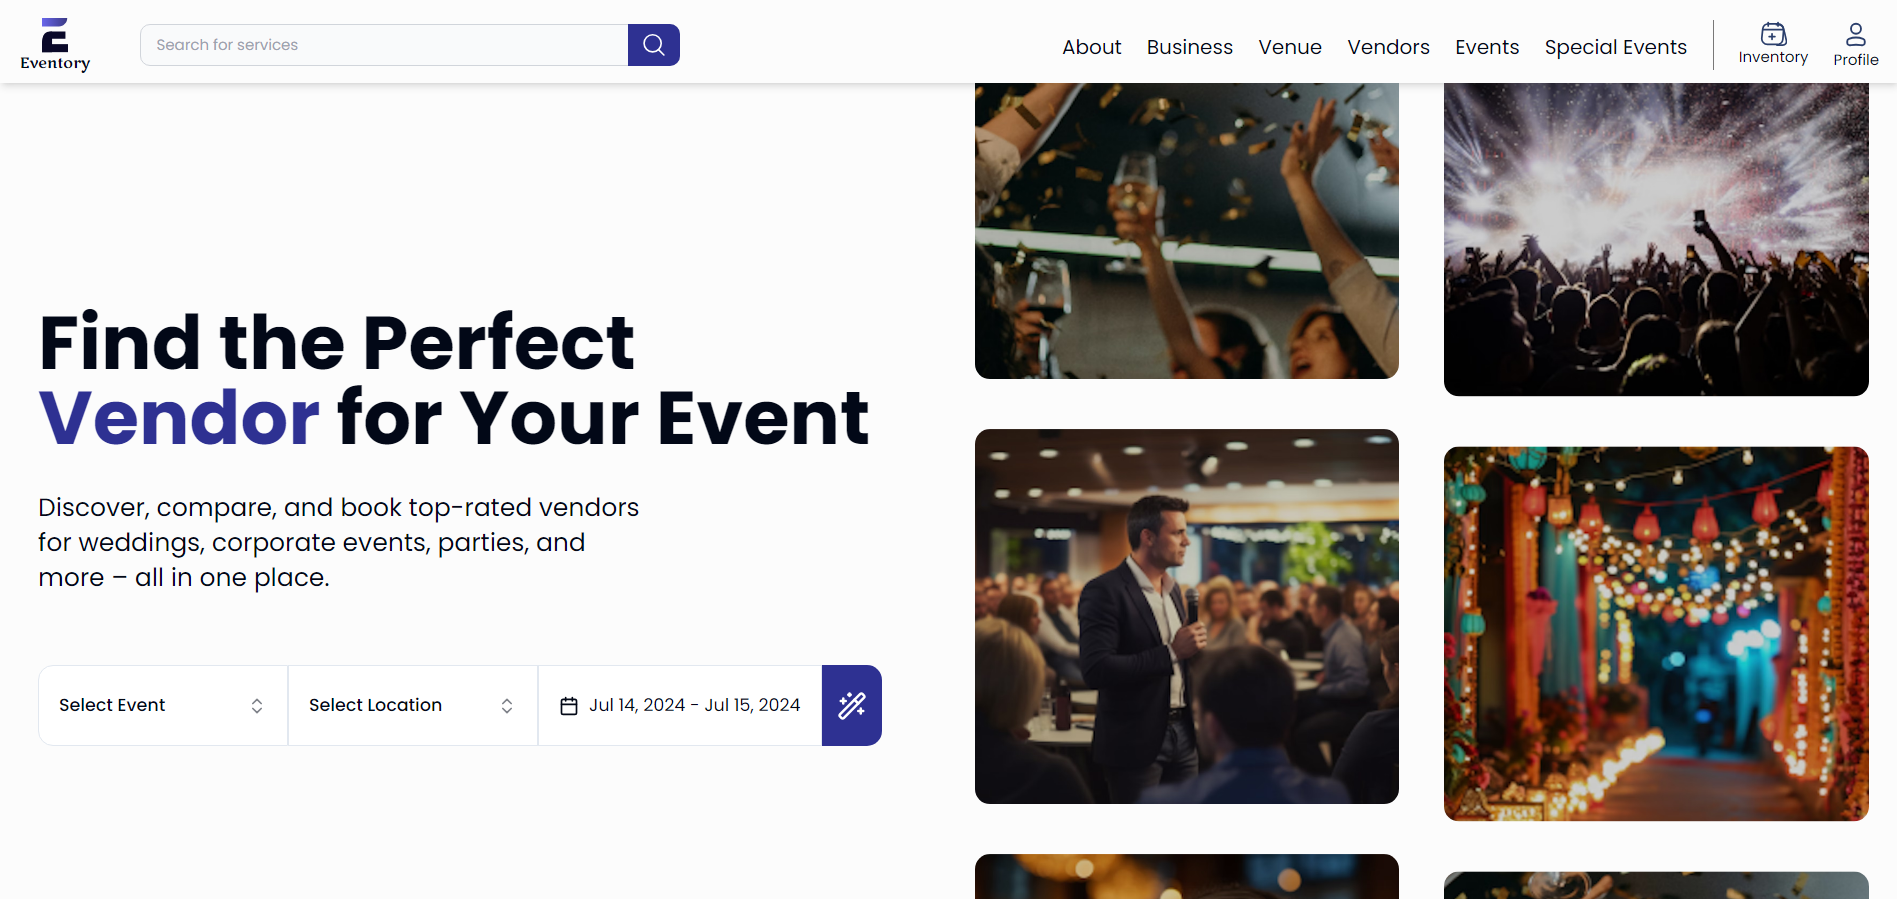 Eventory
Search for services
About
Business
Venue
Vendors
Events
Special Events
Inventory
Profile
Find the Perfect
Vendor for Your Event
Discover, compare, and book top-rated vendors
for weddings, corporate events, parties, and
more – all in one place.
Select Event
Select Location
Jul 14, 2024 - Jul 15, 2024